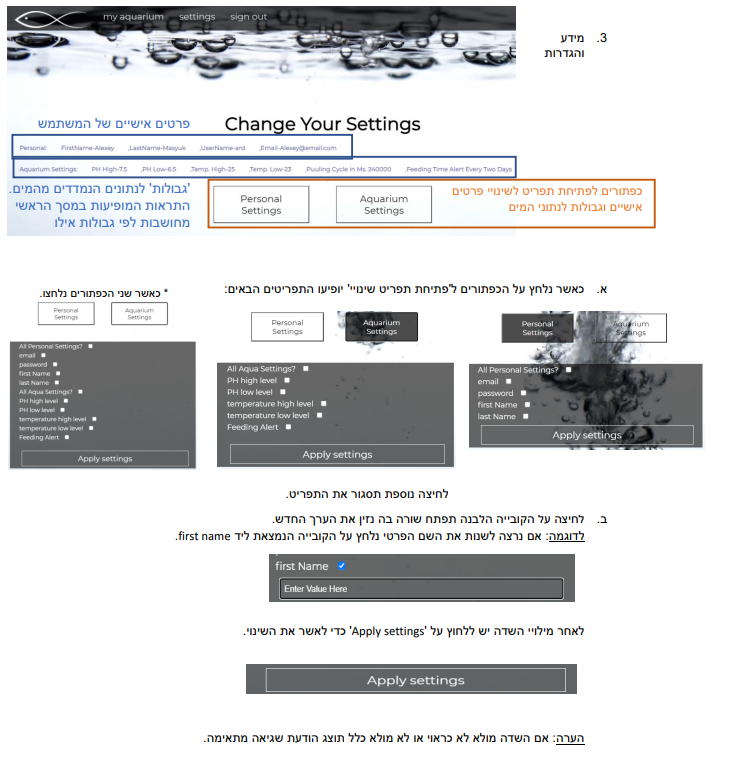 3. מידע
והגדרות
my aquarium settings sign out
פרטים אישיים של המשתמש
Change Your Settings
Personal: FirstName-Alexey ,LastName-Masyuk ,UserName-ard ,Email-Alexey@email.com
Aquarium Settings: PH High-7.5 ,PH Low-6.5 ,Temp. High-25 ,Temp. Low-23 ,Puuling Cycle in Ms. 240000 ,Feeding Time Alert Every Two Days
'גבולות' לנתונים הנמדדים מהמים.
התראות המופיעות במסך הראשי
מחושבות לפי גבולות אילו
Personal
Settings
Aquarium
Settings
כפתורים לפתיחת תפריט לשינויי פרטים
אישיים וגבולות לנתוני המים
א. כאשר נלחץ על הכפתורים ל'פתיחת תפריט שינויי' יופיעו התפריטים הבאים:
Personal
Settings
Aquarium
Settings
All Personal Settings?
email
password
first Name
last Name
Apply settings
Personal
Settings
Aquarium
Settings
All Aqua Settings?
PH high level
PH low level
temperature high level
temperature low level
Feeding Alert
Apply settings
* כאשר שני הכפתורים נלחצו.
Personal
Settings
Aquarium
Settings
All Personal Settings?
email
password
first Name
last Name
All Aqua Settings?
PH high level
PH low level
temperature high level
temperature low level
Feeding Alert
Apply settings
לחיצה נוספת תסגור את התפריט.
ב. לחיצה על הקובייה הלבנה תפתח שורה בה נזין את הערך החדש.
לדוגמה: אם נרצה לשנות את השם הפרטי נלחץ על הקובייה הנמצאת ליד first name.
first Name
Enter Value Here
לאחר מילויי השדה יש ללחוץ על 'Apply settings' כדי לאשר את השינוי.
Apply settings
הערה: אם השדה מולא לא כראוי או לא מולא כלל תוצג הודעת שגיאה מתאימה.